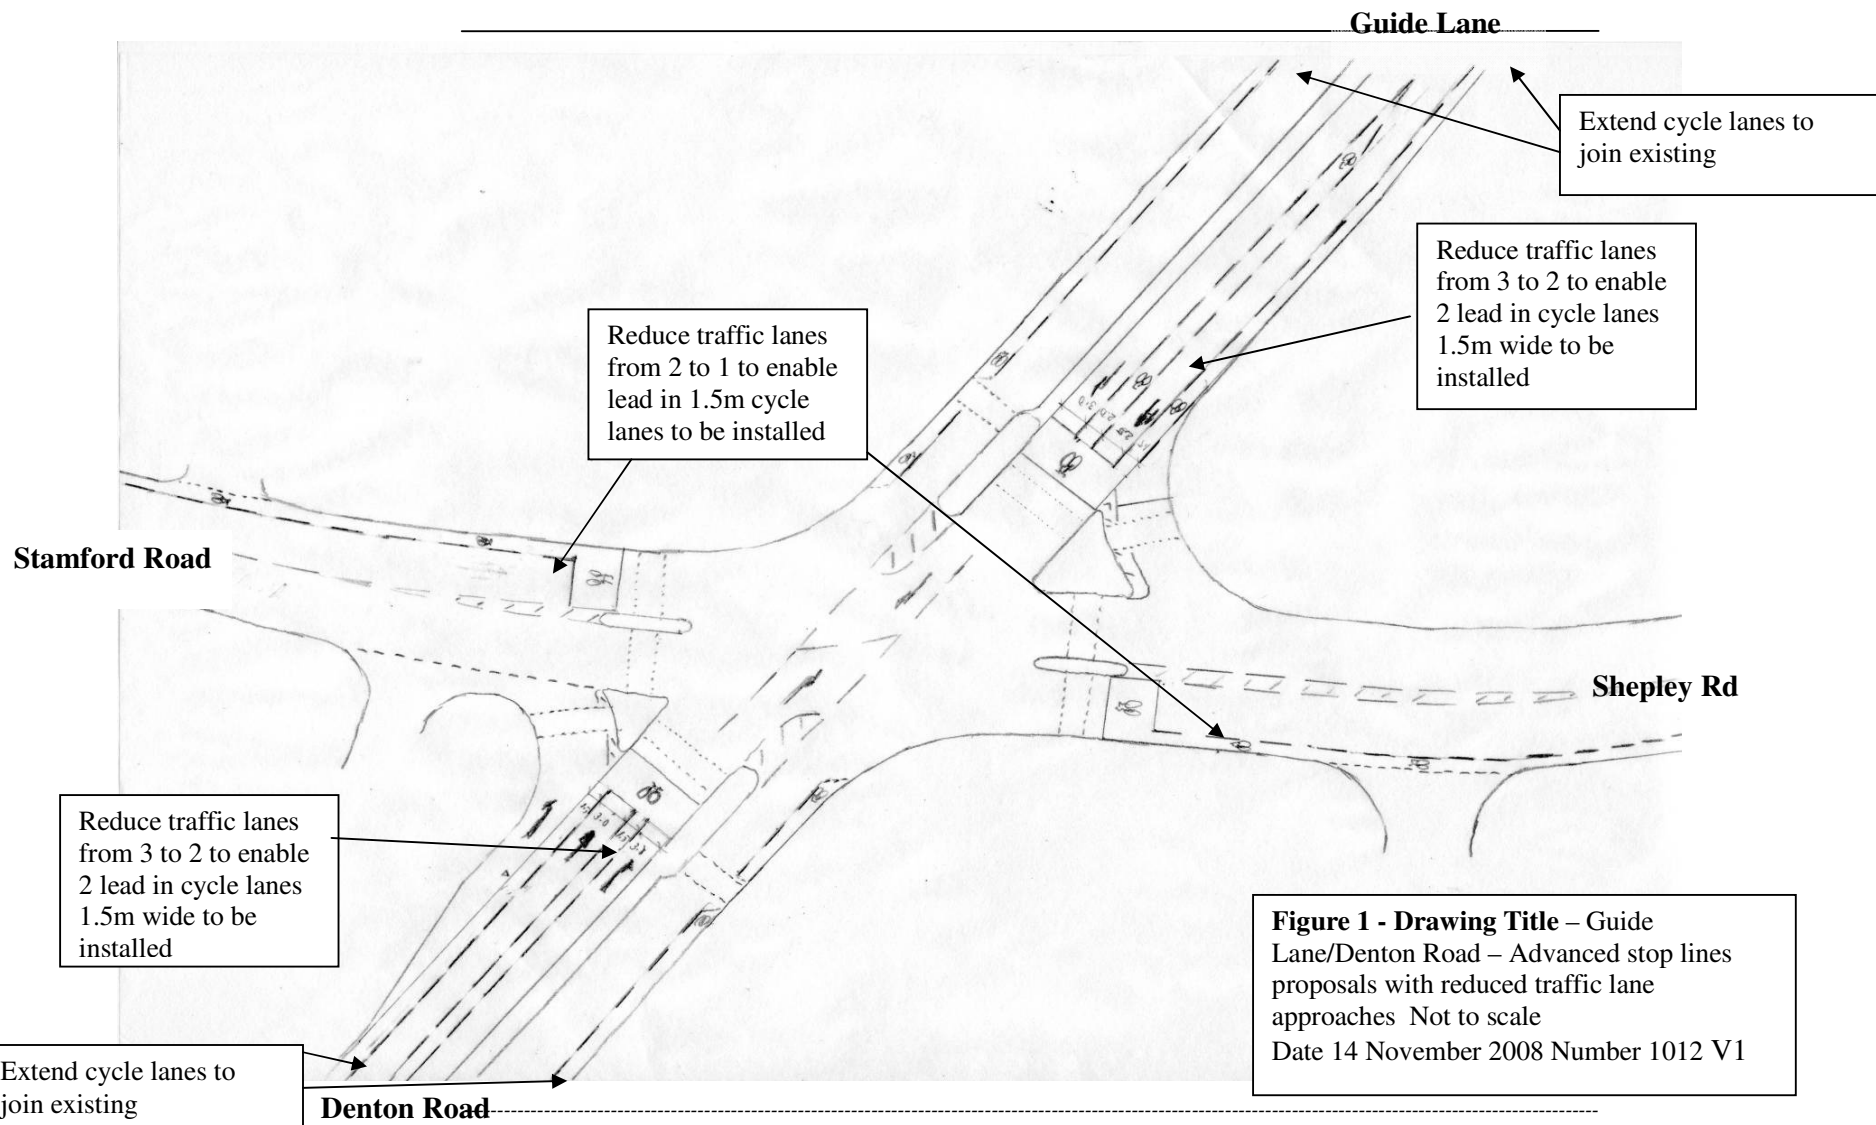 Guide Lane
Extend cycle lanes to
join existing
Reduce traffic lanes
from 3 to 2 to enable
2 lead in cycle lanes
1.5m wide to be
installed
Reduce traffic lanes
from 2 to 1 to enable
lead in 1.5m cycle
lanes to be installed
Stamford Road
Shepley Rd
Reduce traffic lanes
from 3 to 2 to enable
2 lead in cycle lanes
1.5m wide to be
installed
Figure 1 - Drawing Title – Guide
Lane/Denton Road – Advanced stop lines
proposals with reduced traffic lane
approaches Not to scale
Date 14 November 2008 Number 1012 V1
Extend cycle lanes to
join existing
Denton Road